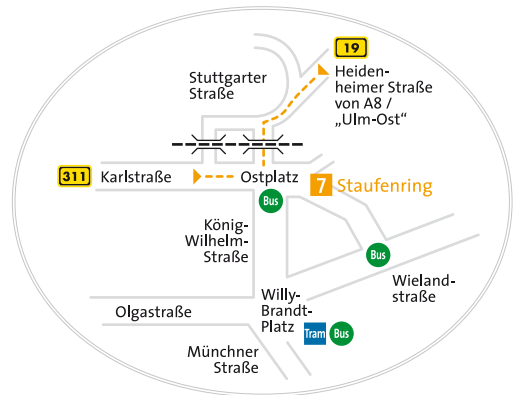 19
Stuttgarter
Straße
Heiden-
heimer Straße
von A8 /
„Ulm-Ost“
311
Karlstraße
Ostplatz
7 Staufenring
Bus
König-
Wilhelm-
Straße
Bus
Wieland-
straße
Olgastraße
Willy-
Brandt-
Platz
Tram
Bus
Münchner
Straße